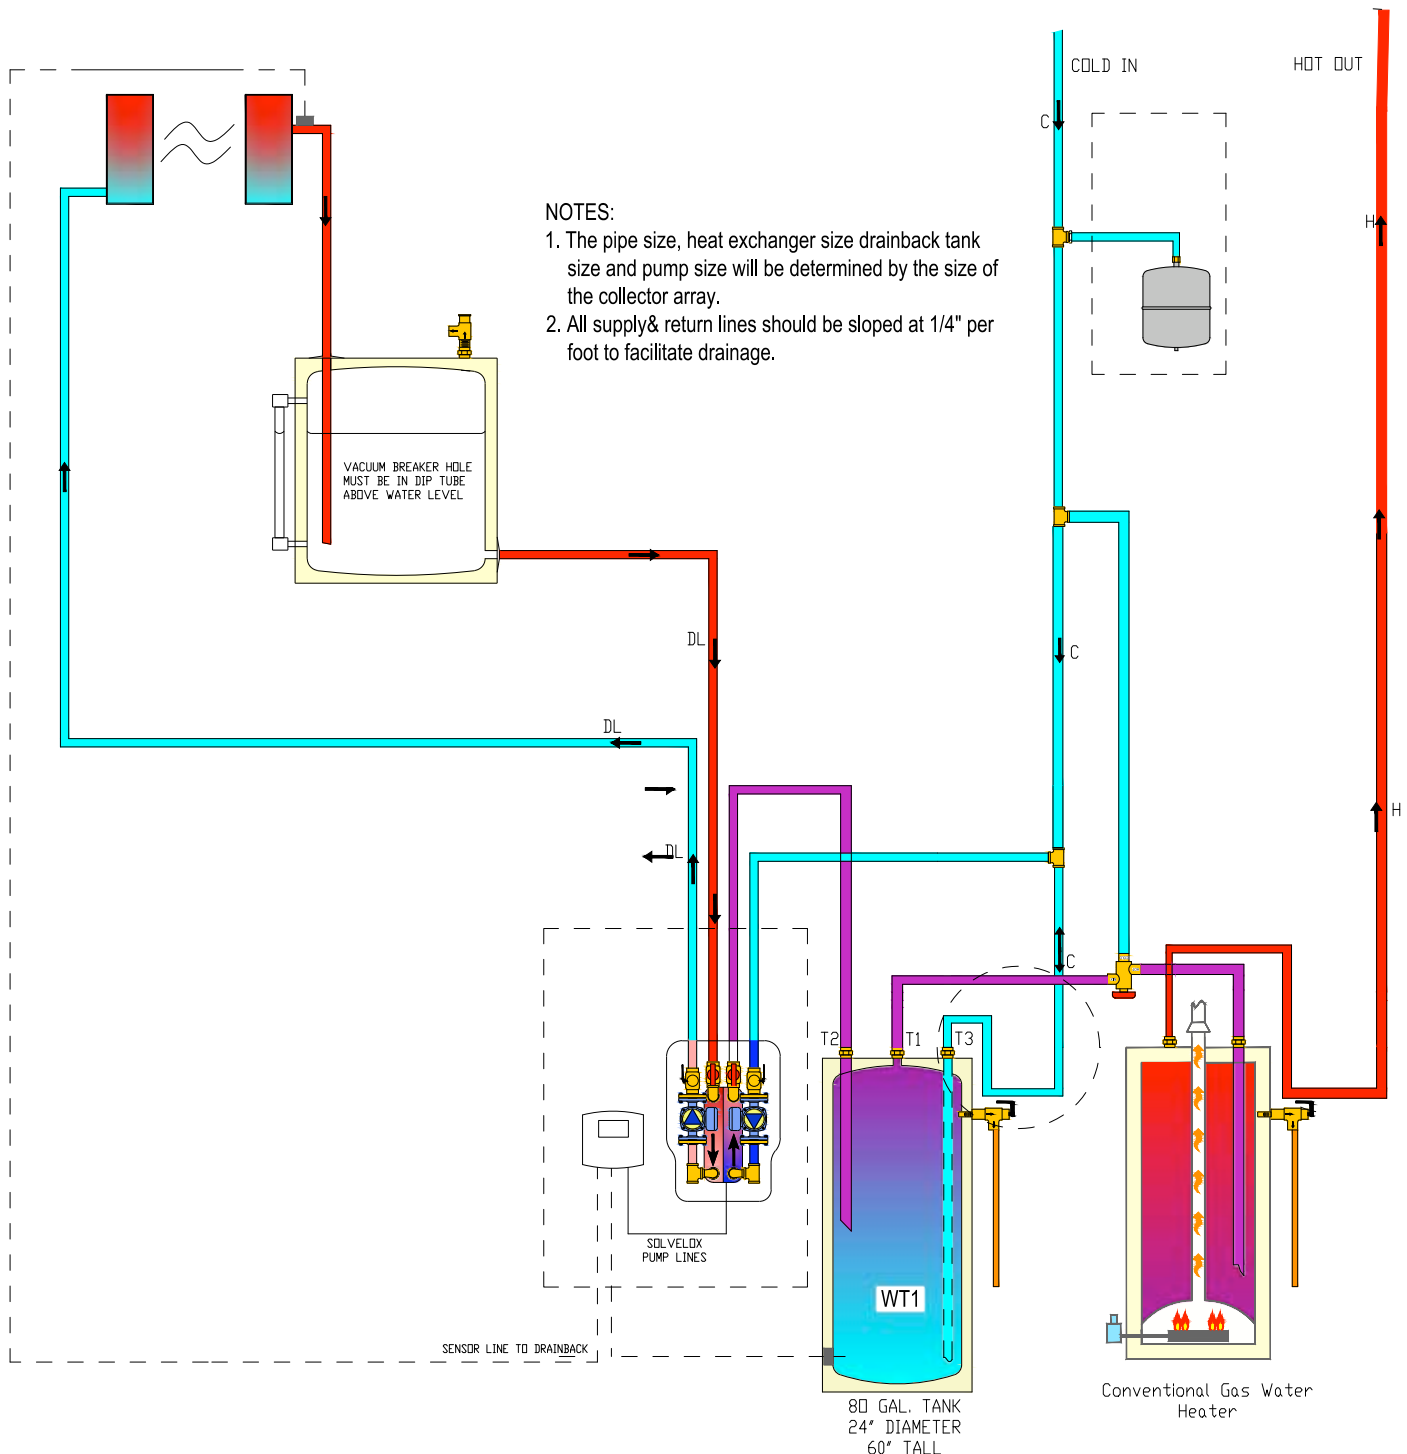 COLD IN
HOT OUT
C
H
NOTES:
1. The pipe size, heat exchanger size drainback tank
size and pump size will be determined by the size of
the collector array.
2. All supply& return lines should be sloped at 1/4" per
foot to facilitate drainage.
VACUUM BREAKER HOLE
MUST BE IN DIP TUBE
ABOVE WATER LEVEL
DL
C
DL
H
DL
C
T2
T1
T3
SOLVELOX
PUMP LINES
WT1
SENSOR LINE TO DRAINBACK
Conventional Gas Water
Heater
80 GAL. TANK
24" DIAMETER
60" TALL